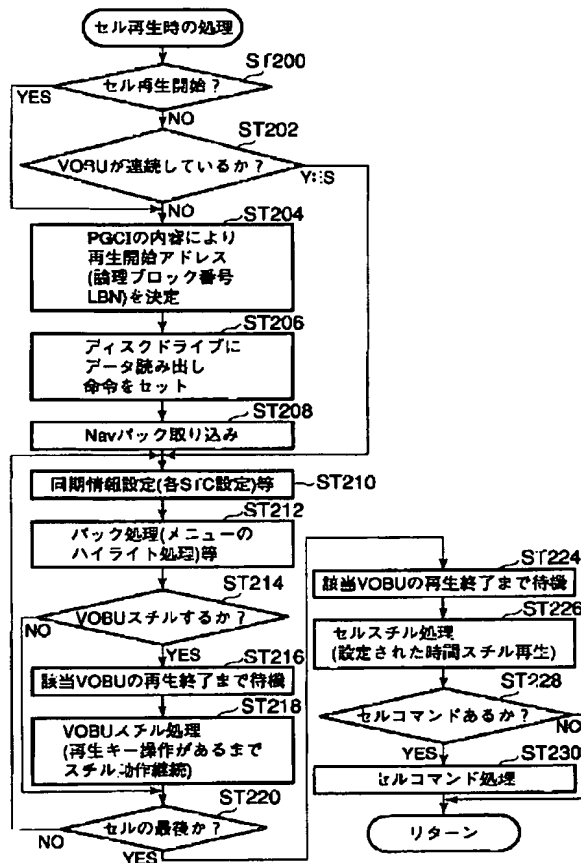 セル再生時の処理
ST200
セル再生開始?
YES
NO
ST202
VOBUが連続しているか?
YES
NO
ST204
PGCIの内容により
再生開始アドレス
(論理ブロック番号
LBN)を決定
ST206
ディスクドライブに
データ読み出し
命令をセット
ST208
Navパック取り込み
同期情報設定(各STC設定)等
ST210
ST212
パック処理(メニューの
ハイライト処理)等
ST214
VOBUスチルするか?
NO
YES
ST216
該当VOBUの再生終了まで待機
ST218
VOBUスチル処理
(再生キー操作があるまで
スチル動作継続)
ST220
セルの最後か?
NO
YES
ST224
該当VOBUの再生終了まで待機
ST226
セルスチル処理
(設定された時間スチル再生)
ST228
セルコマンドあるか?
NO
YES
ST230
セルコマンド処理
リターン